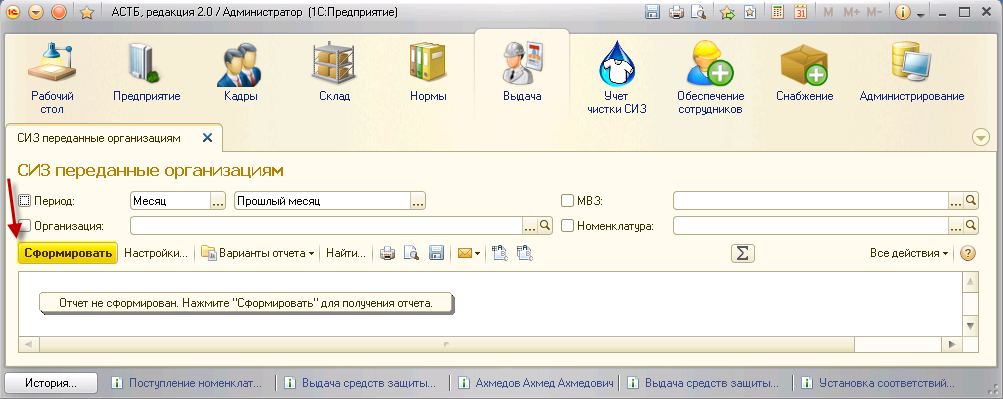 АСТБ, редакция 2.0 / Администратор (1С:Предприятие)
M M+ M-
Рабочий стол
Предприятие
Кадры
Склад
Нормы
Выдача
Учет чистки СИЗ
Обеспечение сотрудников
Снабжение
Администрирование
СИЗ переданные организациям
СИЗ переданные организациям
Период: Месяц ... Прошлый месяц ... МВЗ: ...
Организация: ... Номенклатура: ...
Сформировать Настройки... Варианты отчета Найти... Σ Все действия ?
Отчет не сформирован. Нажмите "Сформировать" для получения отчета.
История... Поступление номенклат... Выдача средств защиты... Ахмедов Ахмед Ахмедович Выдача средств защиты... Установка соответствий...